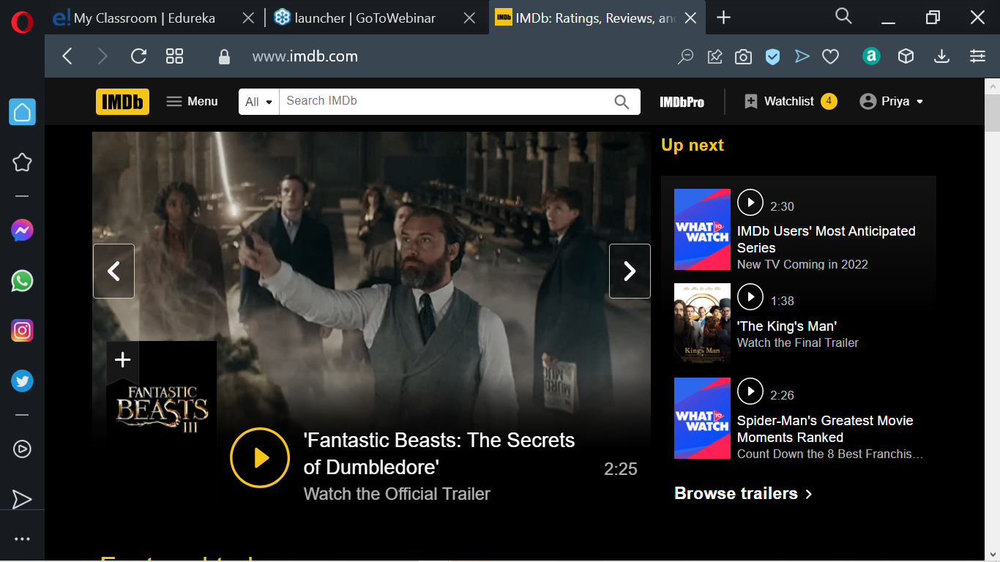 e! My Classroom | Edureka
launcher | GoToWebinar
IMDb IMDb: Ratings, Reviews, an
www.imdb.com
a
IMDb
Menu
All
Search IMDb
IMDbPro
Watchlist 4
Priya
Up next
WHAT TO WATCH
2:30
IMDb Users' Most Anticipated
Series
New TV Coming in 2022
King's Man
1:38
'The King's Man'
Watch the Final Trailer
WHAT TO WATCH
2:26
Spider-Man's Greatest Movie
Moments Ranked
Count Down the 8 Best Franchis...
Browse trailers
FANTASTIC
BEASTS
III
'Fantastic Beasts: The Secrets
of Dumbledore'
2:25
Watch the Official Trailer